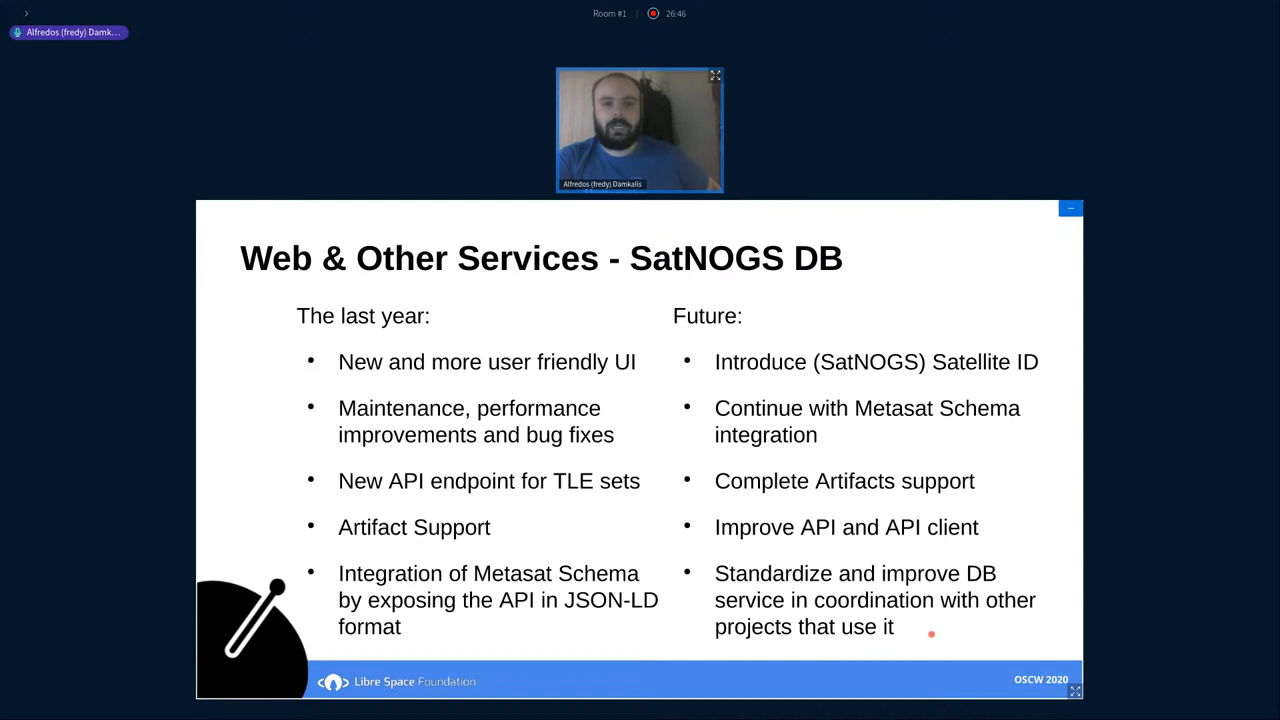 Room #1
26:46
Alfredos (fredy) Damk...
Alfredos (fredy) Damkalis
Web & Other Services - SatNOGS DB
The last year:
• New and more user friendly UI
• Maintenance, performance
improvements and bug fixes
• New API endpoint for TLE sets
• Artifact Support
• Integration of Metasat Schema
by exposing the API in JSON-LD
format
Future:
• Introduce (SatNOGS) Satellite ID
• Continue with Metasat Schema
integration
• Complete Artifacts support
• Improve API and API client
• Standardize and improve DB
service in coordination with other
projects that use it
Libre Space Foundation
OSCW 2020